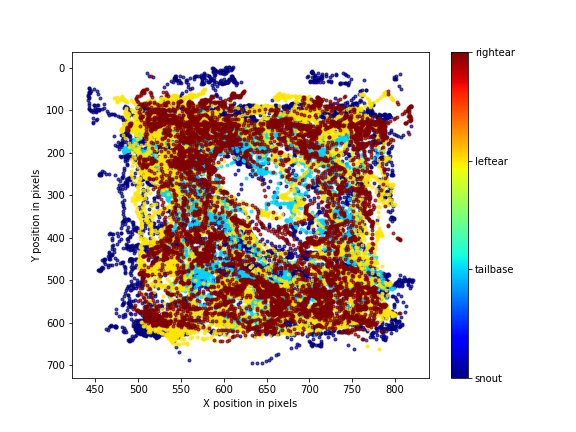 0
100
200
300
400
500
600
700
Y position in pixels
450 500 550 600 650 700 750 800
X position in pixels
rightear
leftear
tailbase
snout